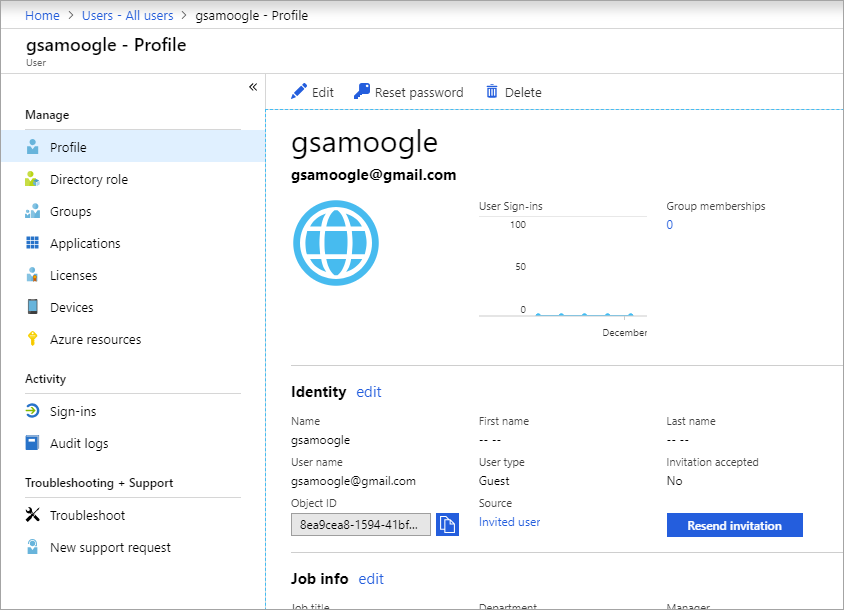 Home > Users - All users > gsamoogle - Profile
gsamoogle - Profile
User
«
Manage
Profile
Directory role
Groups
Applications
Licenses
Devices
Azure resources
Activity
Sign-ins
Audit logs
Troubleshooting + Support
Troubleshoot
New support request
Edit Reset password Delete
gsamoogle
gsamoogle@gmail.com
User Sign-ins
100
50
0
December
Group memberships
0
Identity edit
Name First name Last name
gsamoogle -- -- -- --
User name User type Invitation accepted
gsamoogle@gmail.com Guest No
Object ID Source
8ea9cea8-1594-41bf... Invited user Resend invitation
Job info edit
Job title Department Manager